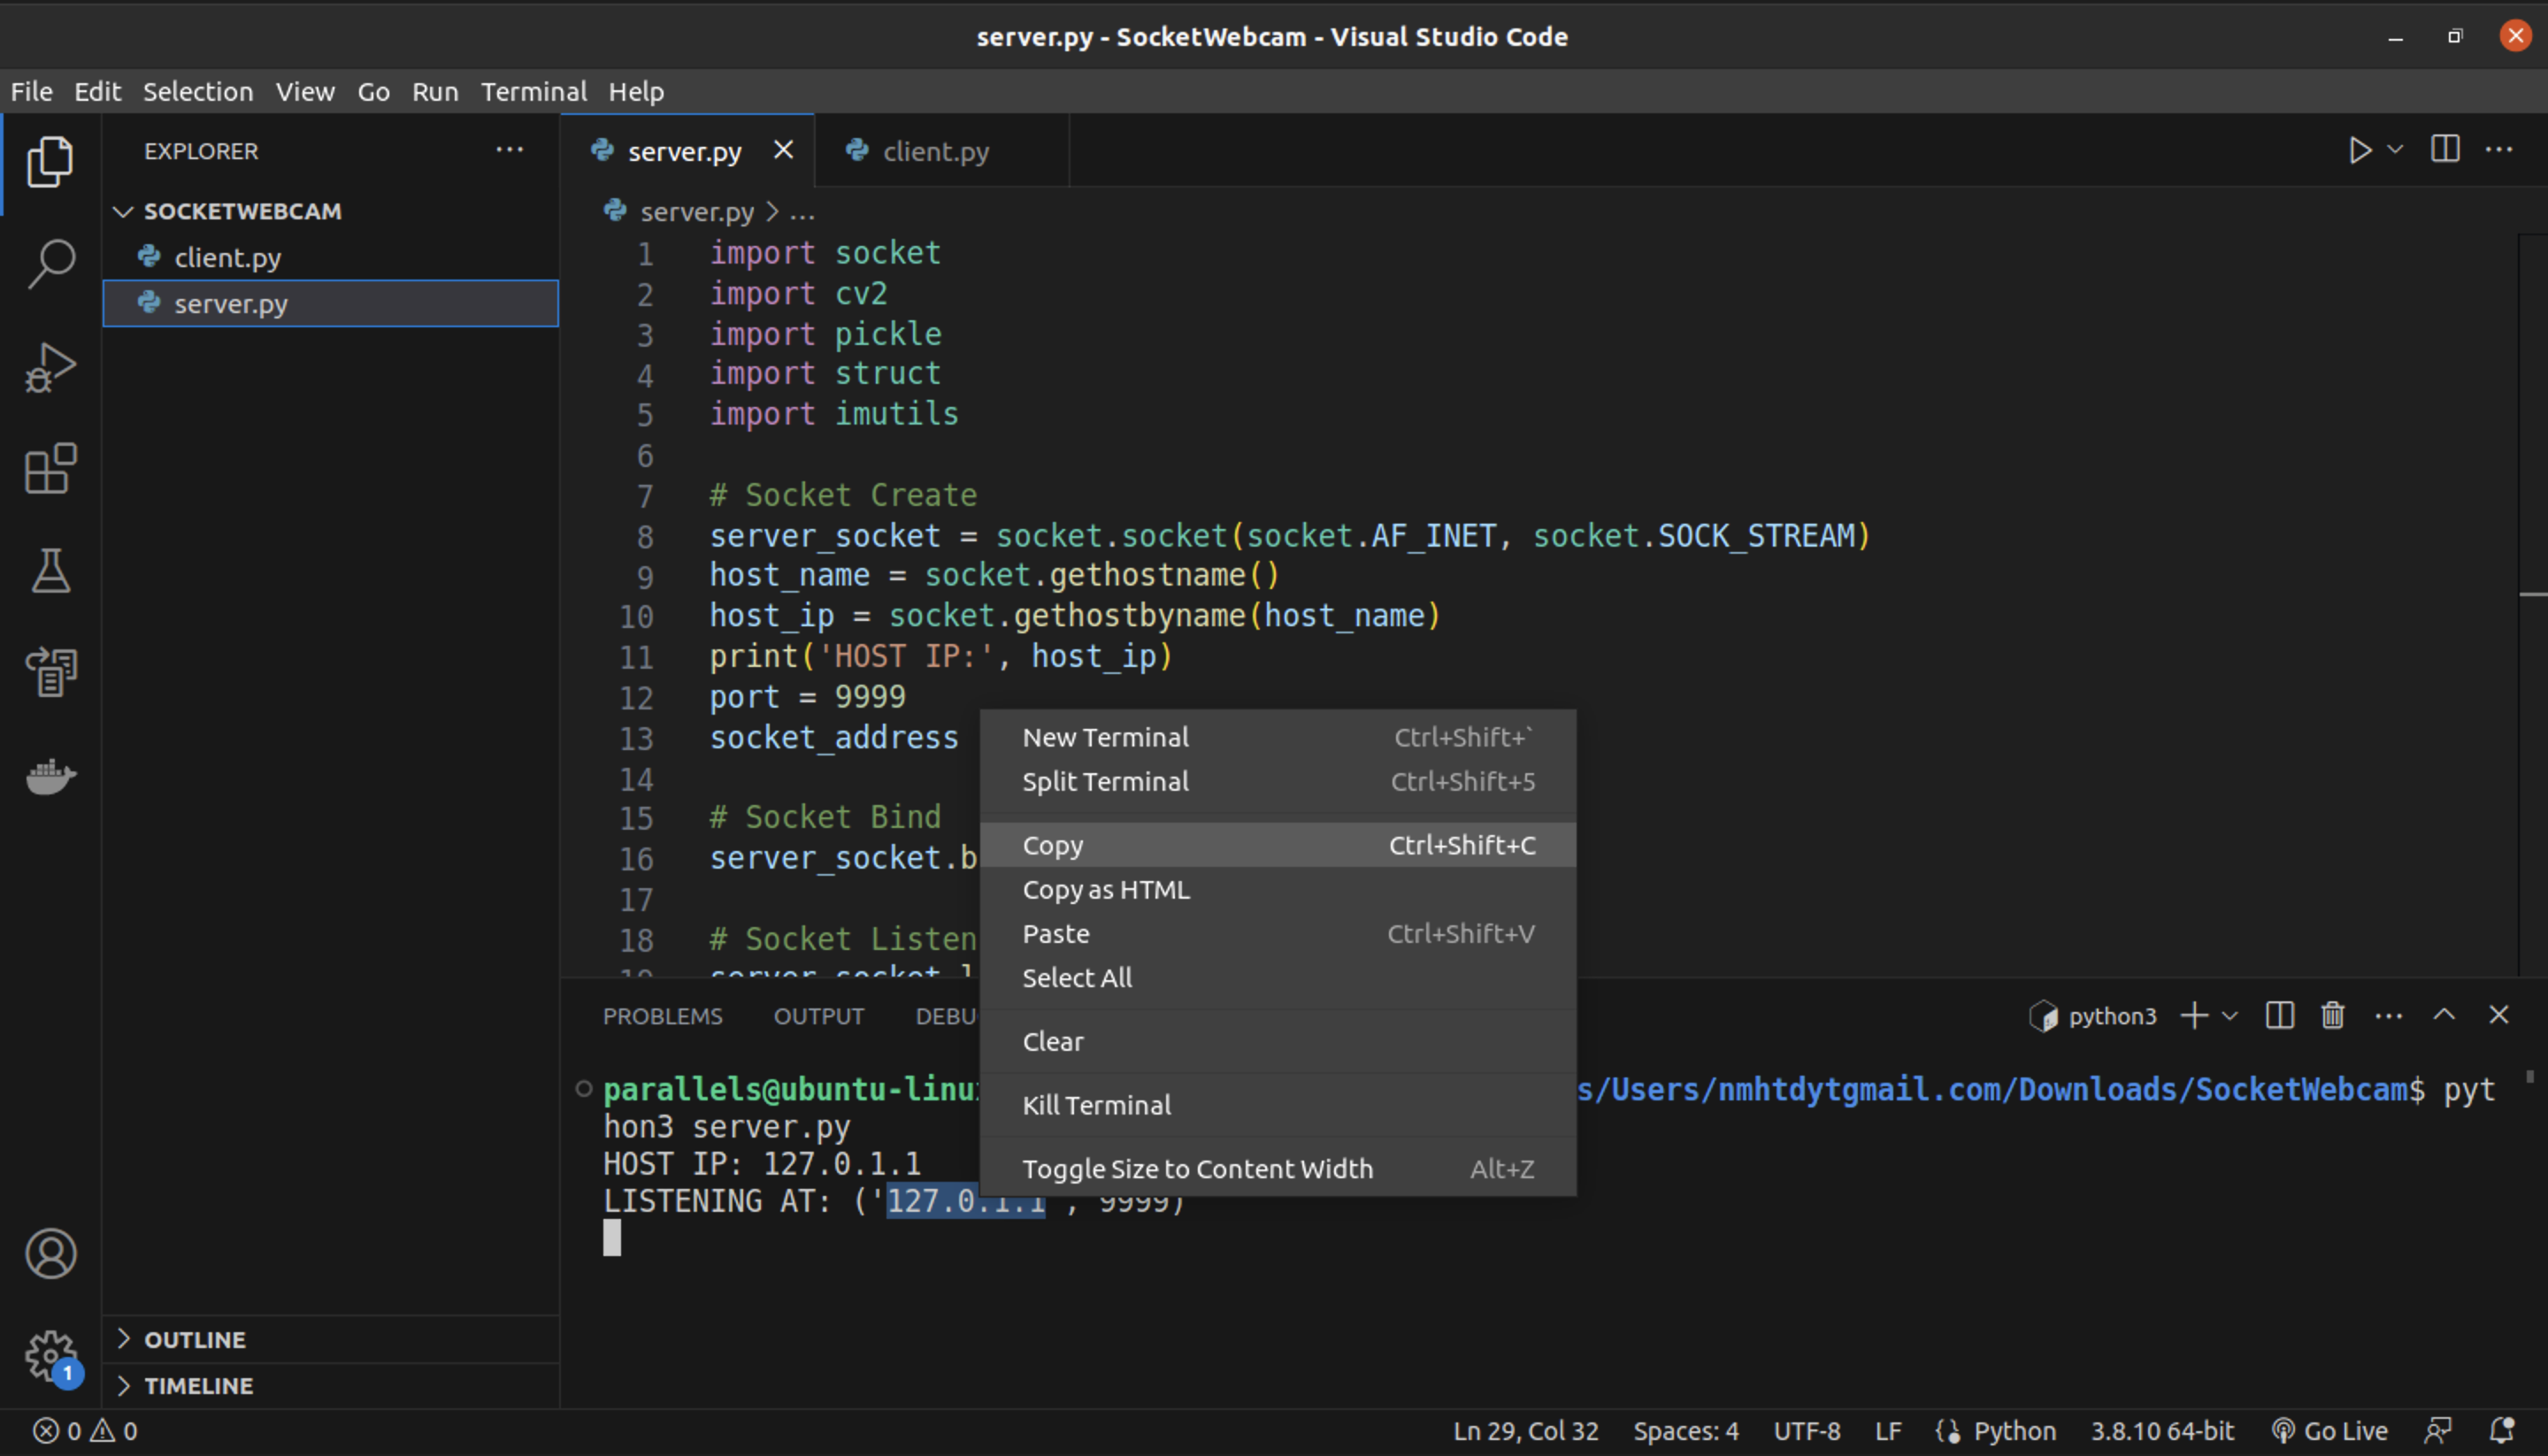 server.py - SocketWebcam - Visual Studio Code
File Edit Selection View Go Run Terminal Help
EXPLORER
SOCKETWEBCAM
client.py
server.py
OUTLINE
TIMELINE
server.py
client.py
server.py > ...
1 import socket
2 import cv2
3 import pickle
4 import struct
5 import imutils
6
7 # Socket Create
8 server_socket = socket.socket(socket.AF_INET, socket.SOCK_STREAM)
9 host_name = socket.gethostname()
10 host_ip = socket.gethostbyname(host_name)
11 print('HOST IP:', host_ip)
12 port = 9999
13 socket_address
14
15 # Socket Bind
16 server_socket.b
17
18 # Socket Listen
19 server_socket.l
New Terminal Ctrl+Shift+`
Split Terminal Ctrl+Shift+5
Copy Ctrl+Shift+C
Copy as HTML
Paste Ctrl+Shift+V
Select All
Clear
Kill Terminal
Toggle Size to Content Width Alt+Z
PROBLEMS OUTPUT DEBU
python3
parallels@ubuntu-linu s/Users/nmhtdytgmail.com/Downloads/SocketWebcam$ pyt
hon3 server.py
HOST IP: 127.0.1.1
LISTENING AT: ('127.0.1.1', 9999)
1
0 0
Ln 29, Col 32 Spaces: 4 UTF-8 LF Python 3.8.10 64-bit Go Live